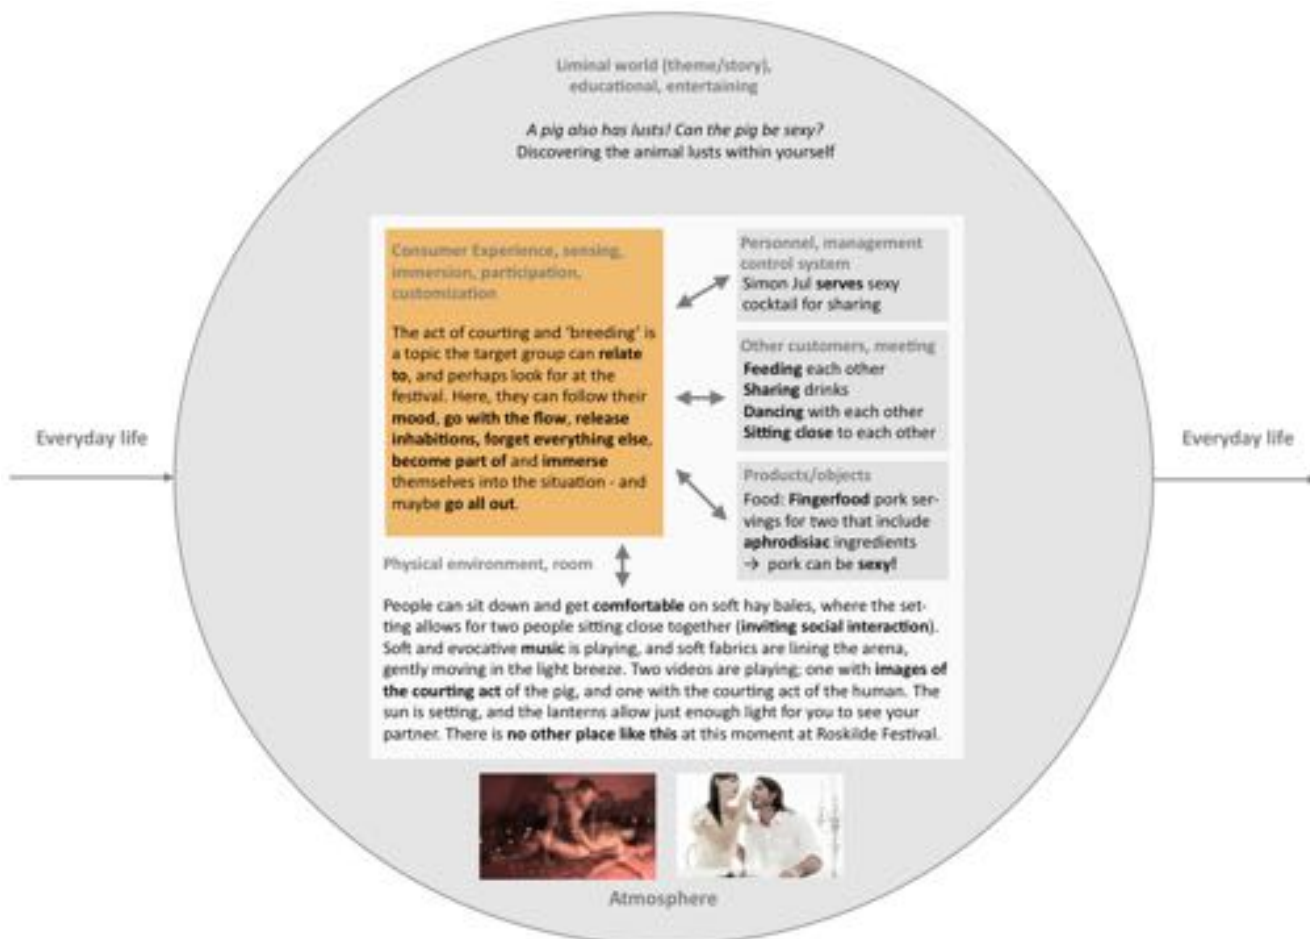 Liminal world (theme/story),
educational, entertaining
A pig also has lusts! Can the pig be sexy?
Discovering the animal lusts within yourself
Consumer Experience, sensing,
immersion, participation,
customization
The act of courting and 'breeding' is
a topic the target group can relate
to, and perhaps look for at the
festival. Here, they can follow their
mood, go with the flow, release
inhabitions, forget everything else,
become part of and immerse
themselves into the situation - and
maybe go all out.
Personnel, management
control system
Simon Jul serves sexy
cocktail for sharing
Other customers, meeting
Feeding each other
Sharing drinks
Dancing with each other
Sitting close to each other
Products/objects
Food: Fingerfood pork ser-
vings for two that include
aphrodisiac ingredients
→ pork can be sexy!
Everyday life
Everyday life
Physical environment, room
People can sit down and get comfortable on soft hay bales, where the set-
ting allows for two people sitting close together (inviting social interaction).
Soft and evocative music is playing, and soft fabrics are lining the arena,
gently moving in the light breeze. Two videos are playing; one with images of
the courting act of the pig, and one with the courting act of the human. The
sun is setting, and the lanterns allow just enough light for you to see your
partner. There is no other place like this at this moment at Roskilde Festival.
Atmosphere